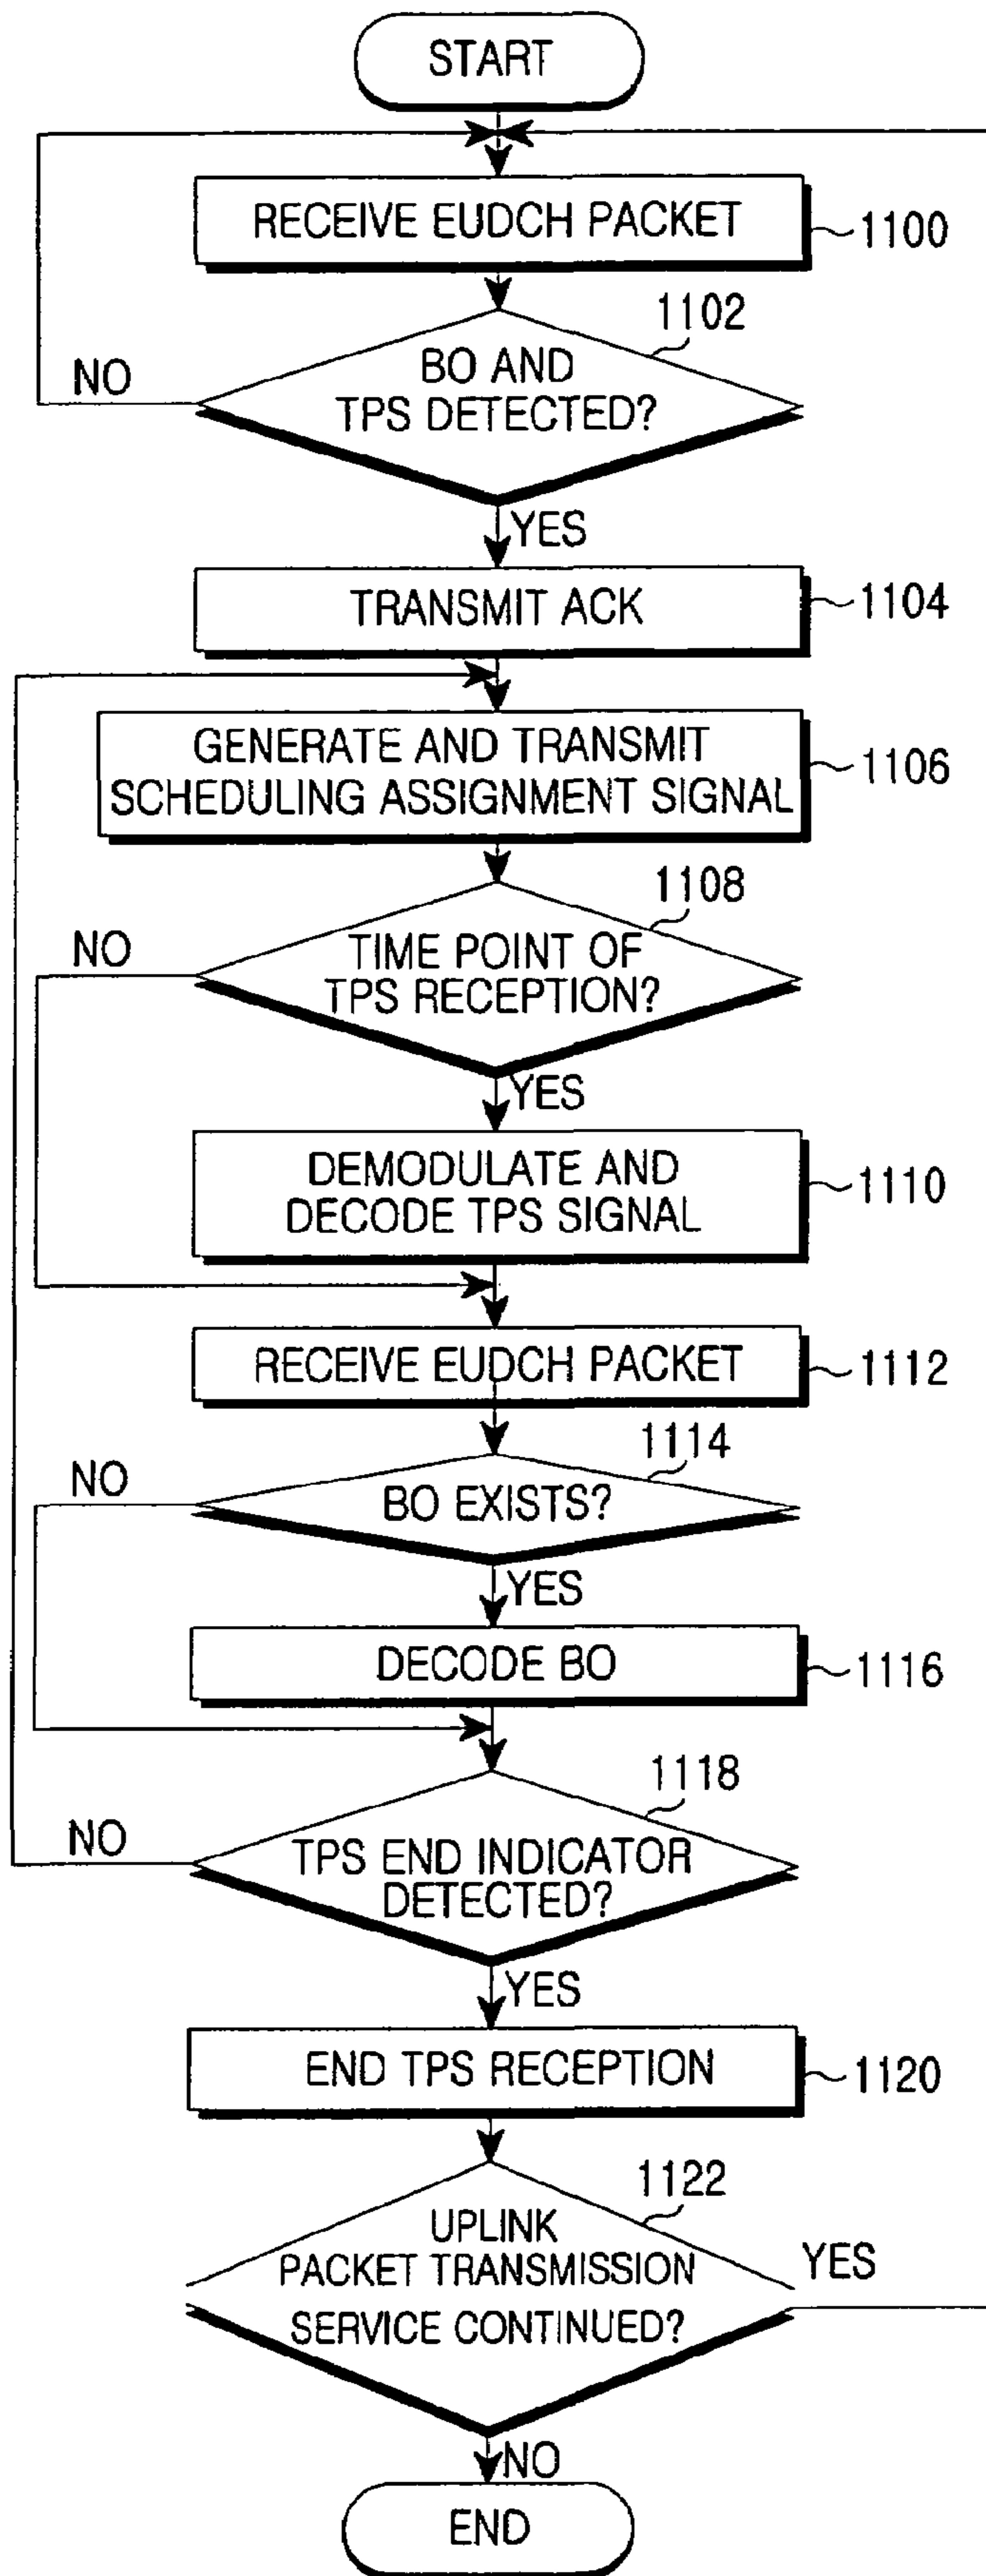 START
RECEIVE EUDCH PACKET
1100
1102
BO AND
TPS DETECTED?
NO
YES
TRANSMIT ACK
1104
GENERATE AND TRANSMIT
SCHEDULING ASSIGNMENT SIGNAL
1106
1108
TIME POINT OF
TPS RECEPTION?
NO
YES
DEMODULATE AND
DECODE TPS SIGNAL
1110
RECEIVE EUDCH PACKET
1112
1114
BO EXISTS?
NO
YES
DECODE BO
1116
1118
TPS END INDICATOR
DETECTED?
NO
YES
END TPS RECEPTION
1120
1122
UPLINK
PACKET TRANSMISSION
SERVICE CONTINUED?
YES
NO
END